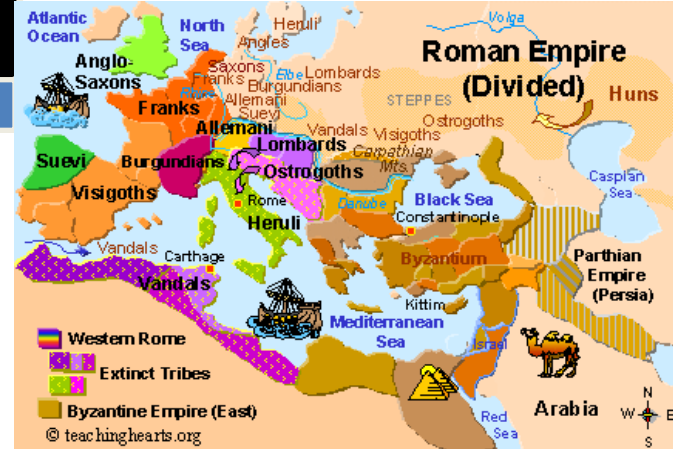 Atlantic
Ocean
North
Sea
Heruli
Angles
Volga
Anglo-
Saxons
Saxons
Franks
Elbe
Lombards
Burgundians
Rhine
Allemani
Suevi
Roman Empire
(Divided)
Huns
STEPPES
Franks
Allemani
Lombards
Vandals
Visigoths
Ostrogoths
Carpathian
Mts.
Suevi
Burgundians
Ostrogoths
Visigoths
Rome
Heruli
Danube
Black Sea
Constantinople
Caspian
Sea
Vandals
Carthage
Vandals
Byzantium
Parthian
Empire
(Persia)
Kittim
Mediterranean
Sea
Israel
Western Rome
Extinct Tribes
Byzantine Empire (East)
© teachinghearts.org
Red
Sea
Arabia
N
W
E
S